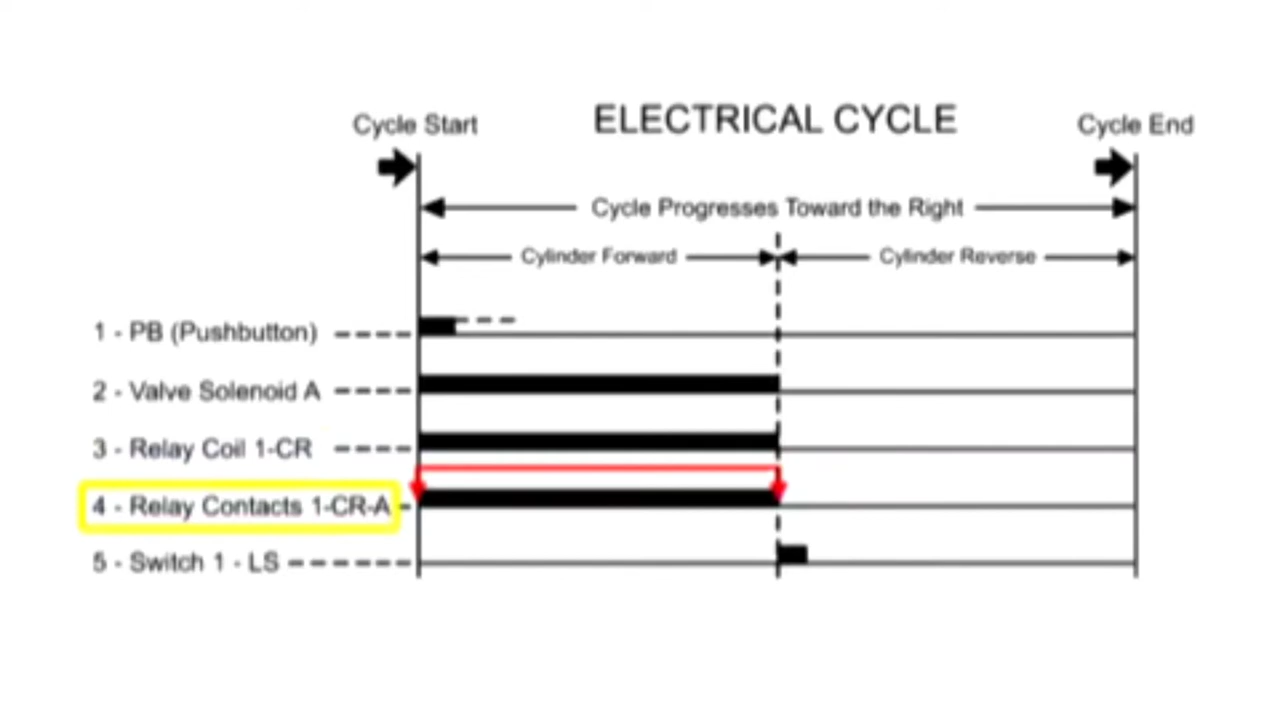 ELECTRICAL CYCLE
Cycle Start
Cycle End
Cycle Progresses Toward the Right
Cylinder Forward
Cylinder Reverse
1 - PB (Pushbutton)
2 - Valve Solenoid A
3 - Relay Coil 1-CR
4 - Relay Contacts 1-CR-A
5 - Switch 1 - LS